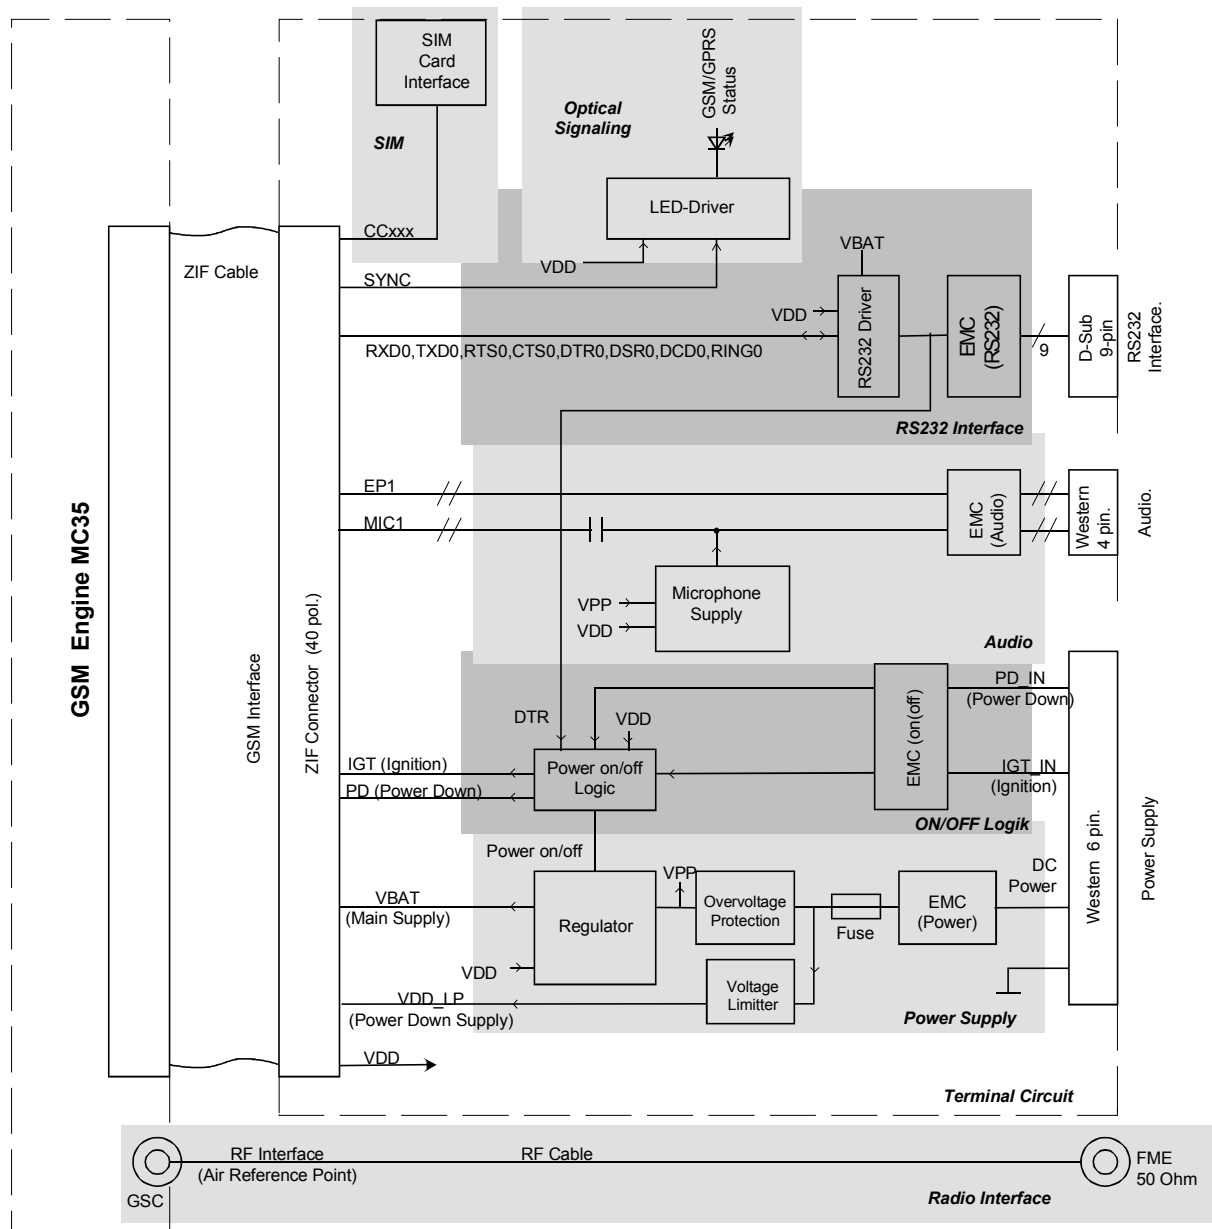 SIM
Card
Interface
SIM
Optical
Signaling
GSM/GPRS
Status
LED-Driver
CCxxx
ZIF Cable
SYNC
VDD
VBAT
VDD
RS232 Driver
EMC
(RS232)
9
D-Sub
9-pin
RS232
Interface.
RXD0,TXD0,RTS0,CTS0,DTR0,DSR0,DCD0,RING0
RS232 Interface
GSM Engine MC35
GSM Interface
ZIF Connector (40 pol.)
EP1
MIC1
EMC
(Audio)
Western
4 pin.
Audio.
Microphone
Supply
VPP
VDD
Audio
PD_IN
(Power Down)
DTR
VDD
EMC (on(off)
IGT (Ignition)
PD (Power Down)
Power on/off
Logic
IGT_IN
(Ignition)
ON/OFF Logik
Western 6 pin.
Power Supply
Power on/off
VPP
DC
Power
VBAT
(Main Supply)
Regulator
Overvoltage
Protection
Fuse
EMC
(Power)
VDD
VDD_LP
(Power Down Supply)
Voltage
Limitter
Power Supply
VDD
Terminal Circuit
RF Interface
(Air Reference Point)
RF Cable
GSC
FME
50 Ohm
Radio Interface